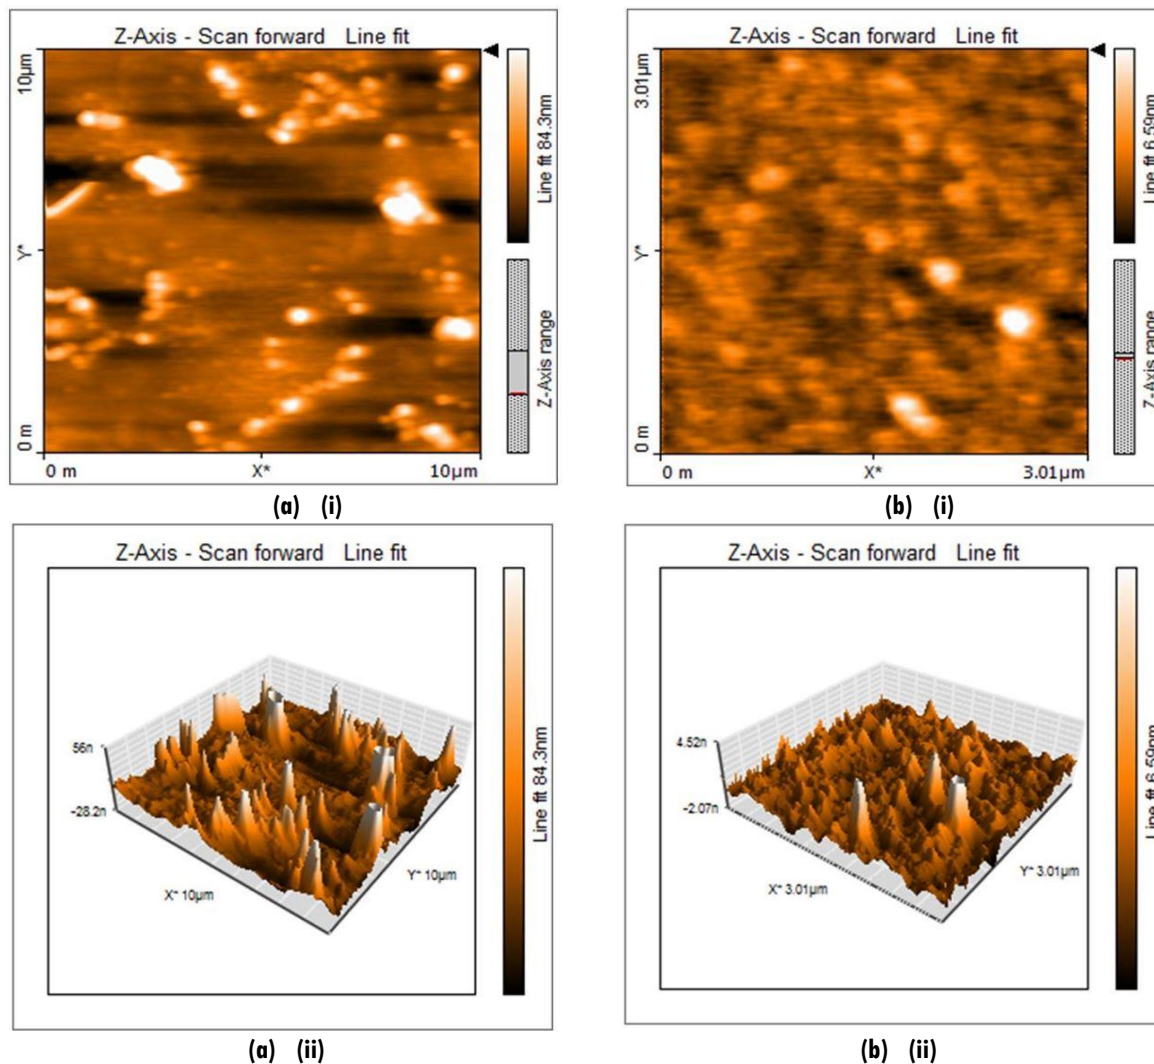 Z-Axis - Scan forward Line fit
10µm
Y*
0 m
0 m
X*
10µm
Line fit 84.3nm
Z-Axis range
(a) (i)
Z-Axis - Scan forward Line fit
3.01µm
Y*
0 m
0 m
X*
3.01µm
Line fit 6.59nm
Z-Axis range
(b) (i)
Z-Axis - Scan forward Line fit
56n
-28.2n
X* 10µm
Y* 10µm
Line fit 84.3nm
(a) (ii)
Z-Axis - Scan forward Line fit
4.52n
-2.07n
X* 3.01µm
Y* 3.01µm
Line fit 6.59nm
(b) (ii)